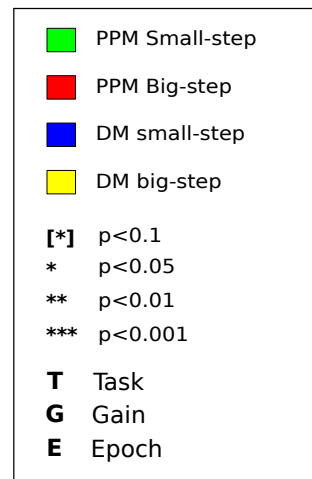 PPM Small-step
PPM Big-step
DM small-step
DM big-step
[*] p<0.1
* p<0.05
** p<0.01
*** p<0.001
T Task
G Gain
E Epoch